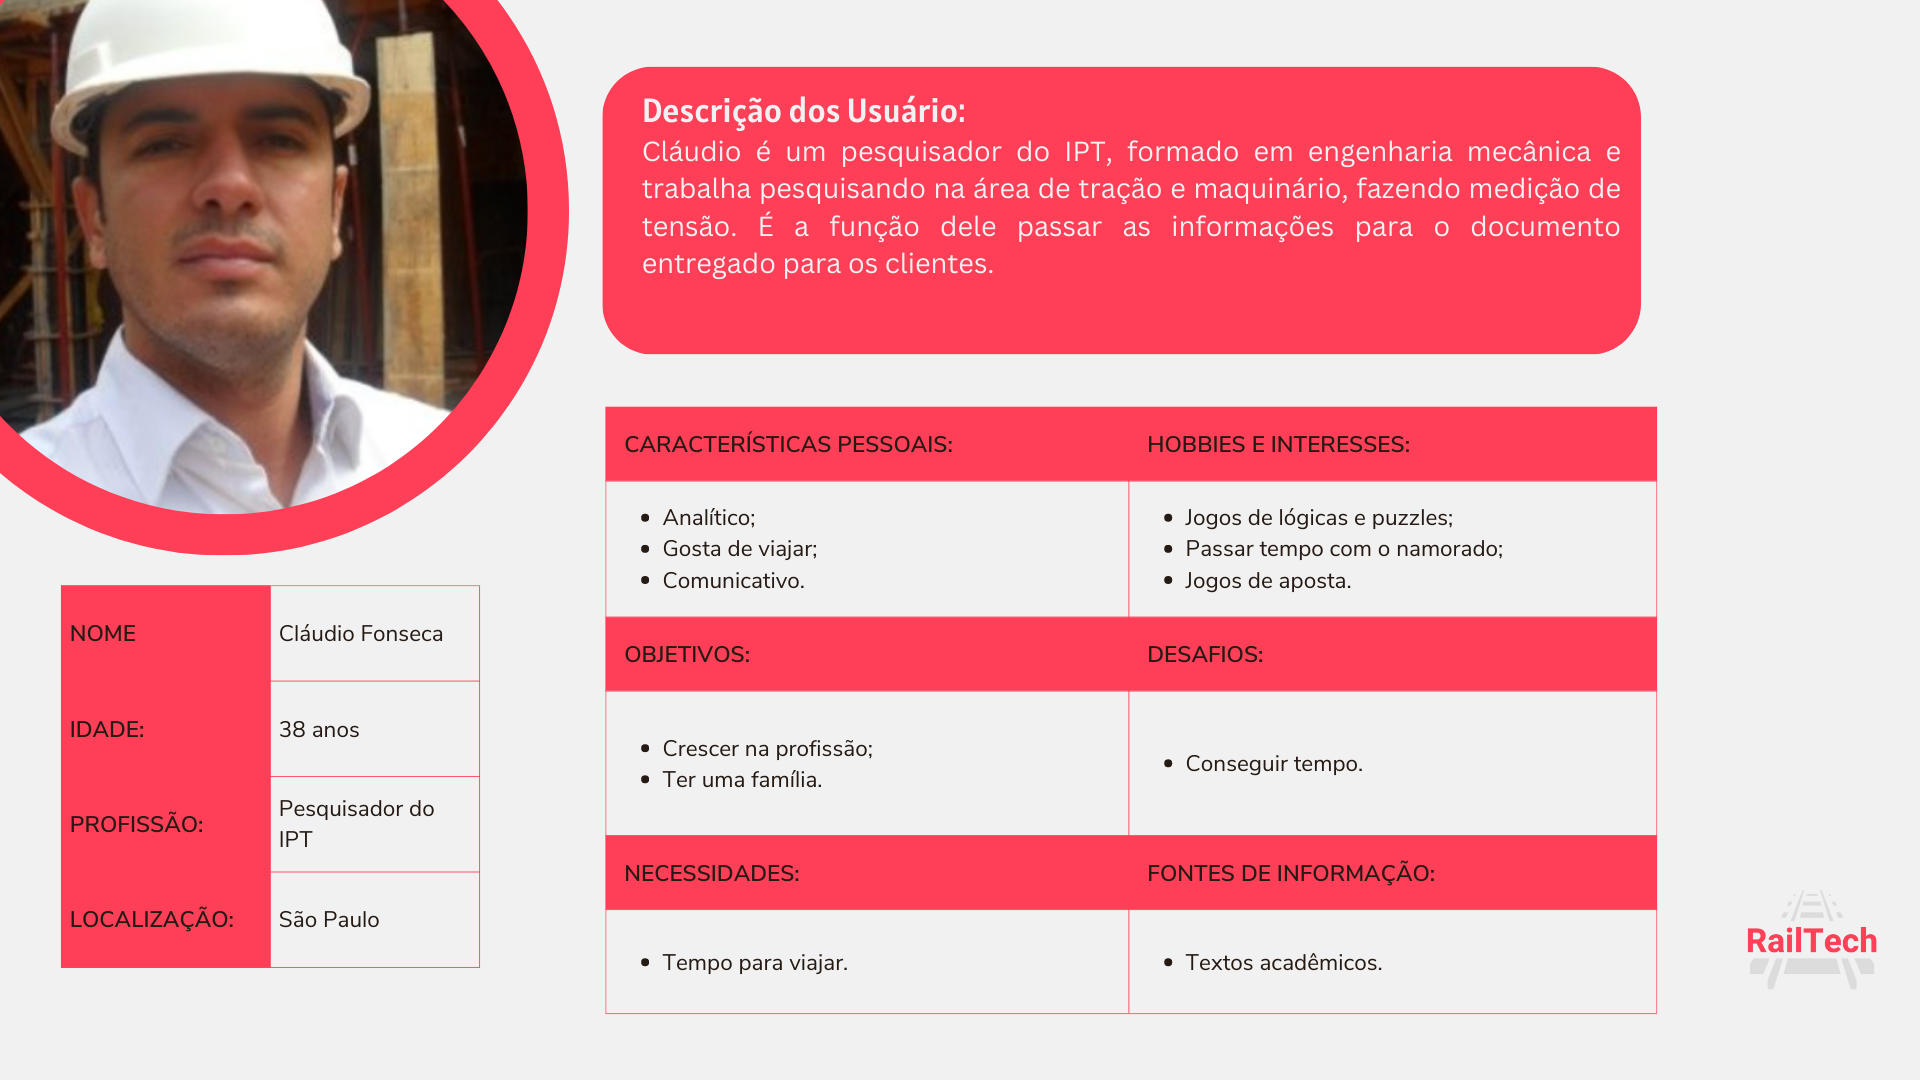 Descrição dos Usuário:
Cláudio é um pesquisador do IPT, formado em engenharia mecânica e
trabalha pesquisando na área de tração e maquinário, fazendo medição de
tensão. É a função dele passar as informações para o documento
entregado para os clientes.
NOME
Cláudio Fonseca
IDADE:
38 anos
PROFISSÃO:
Pesquisador do
IPT
LOCALIZAÇÃO:
São Paulo
CARACTERÍSTICAS PESSOAIS:
HOBBIES E INTERESSES:
• Analítico;
• Gosta de viajar;
• Comunicativo.
• Jogos de lógicas e puzzles;
• Passar tempo com o namorado;
• Jogos de aposta.
OBJETIVOS:
DESAFIOS:
• Crescer na profissão;
• Ter uma família.
• Conseguir tempo.
NECESSIDADES:
FONTES DE INFORMAÇÃO:
• Tempo para viajar.
• Textos acadêmicos.
RailTech